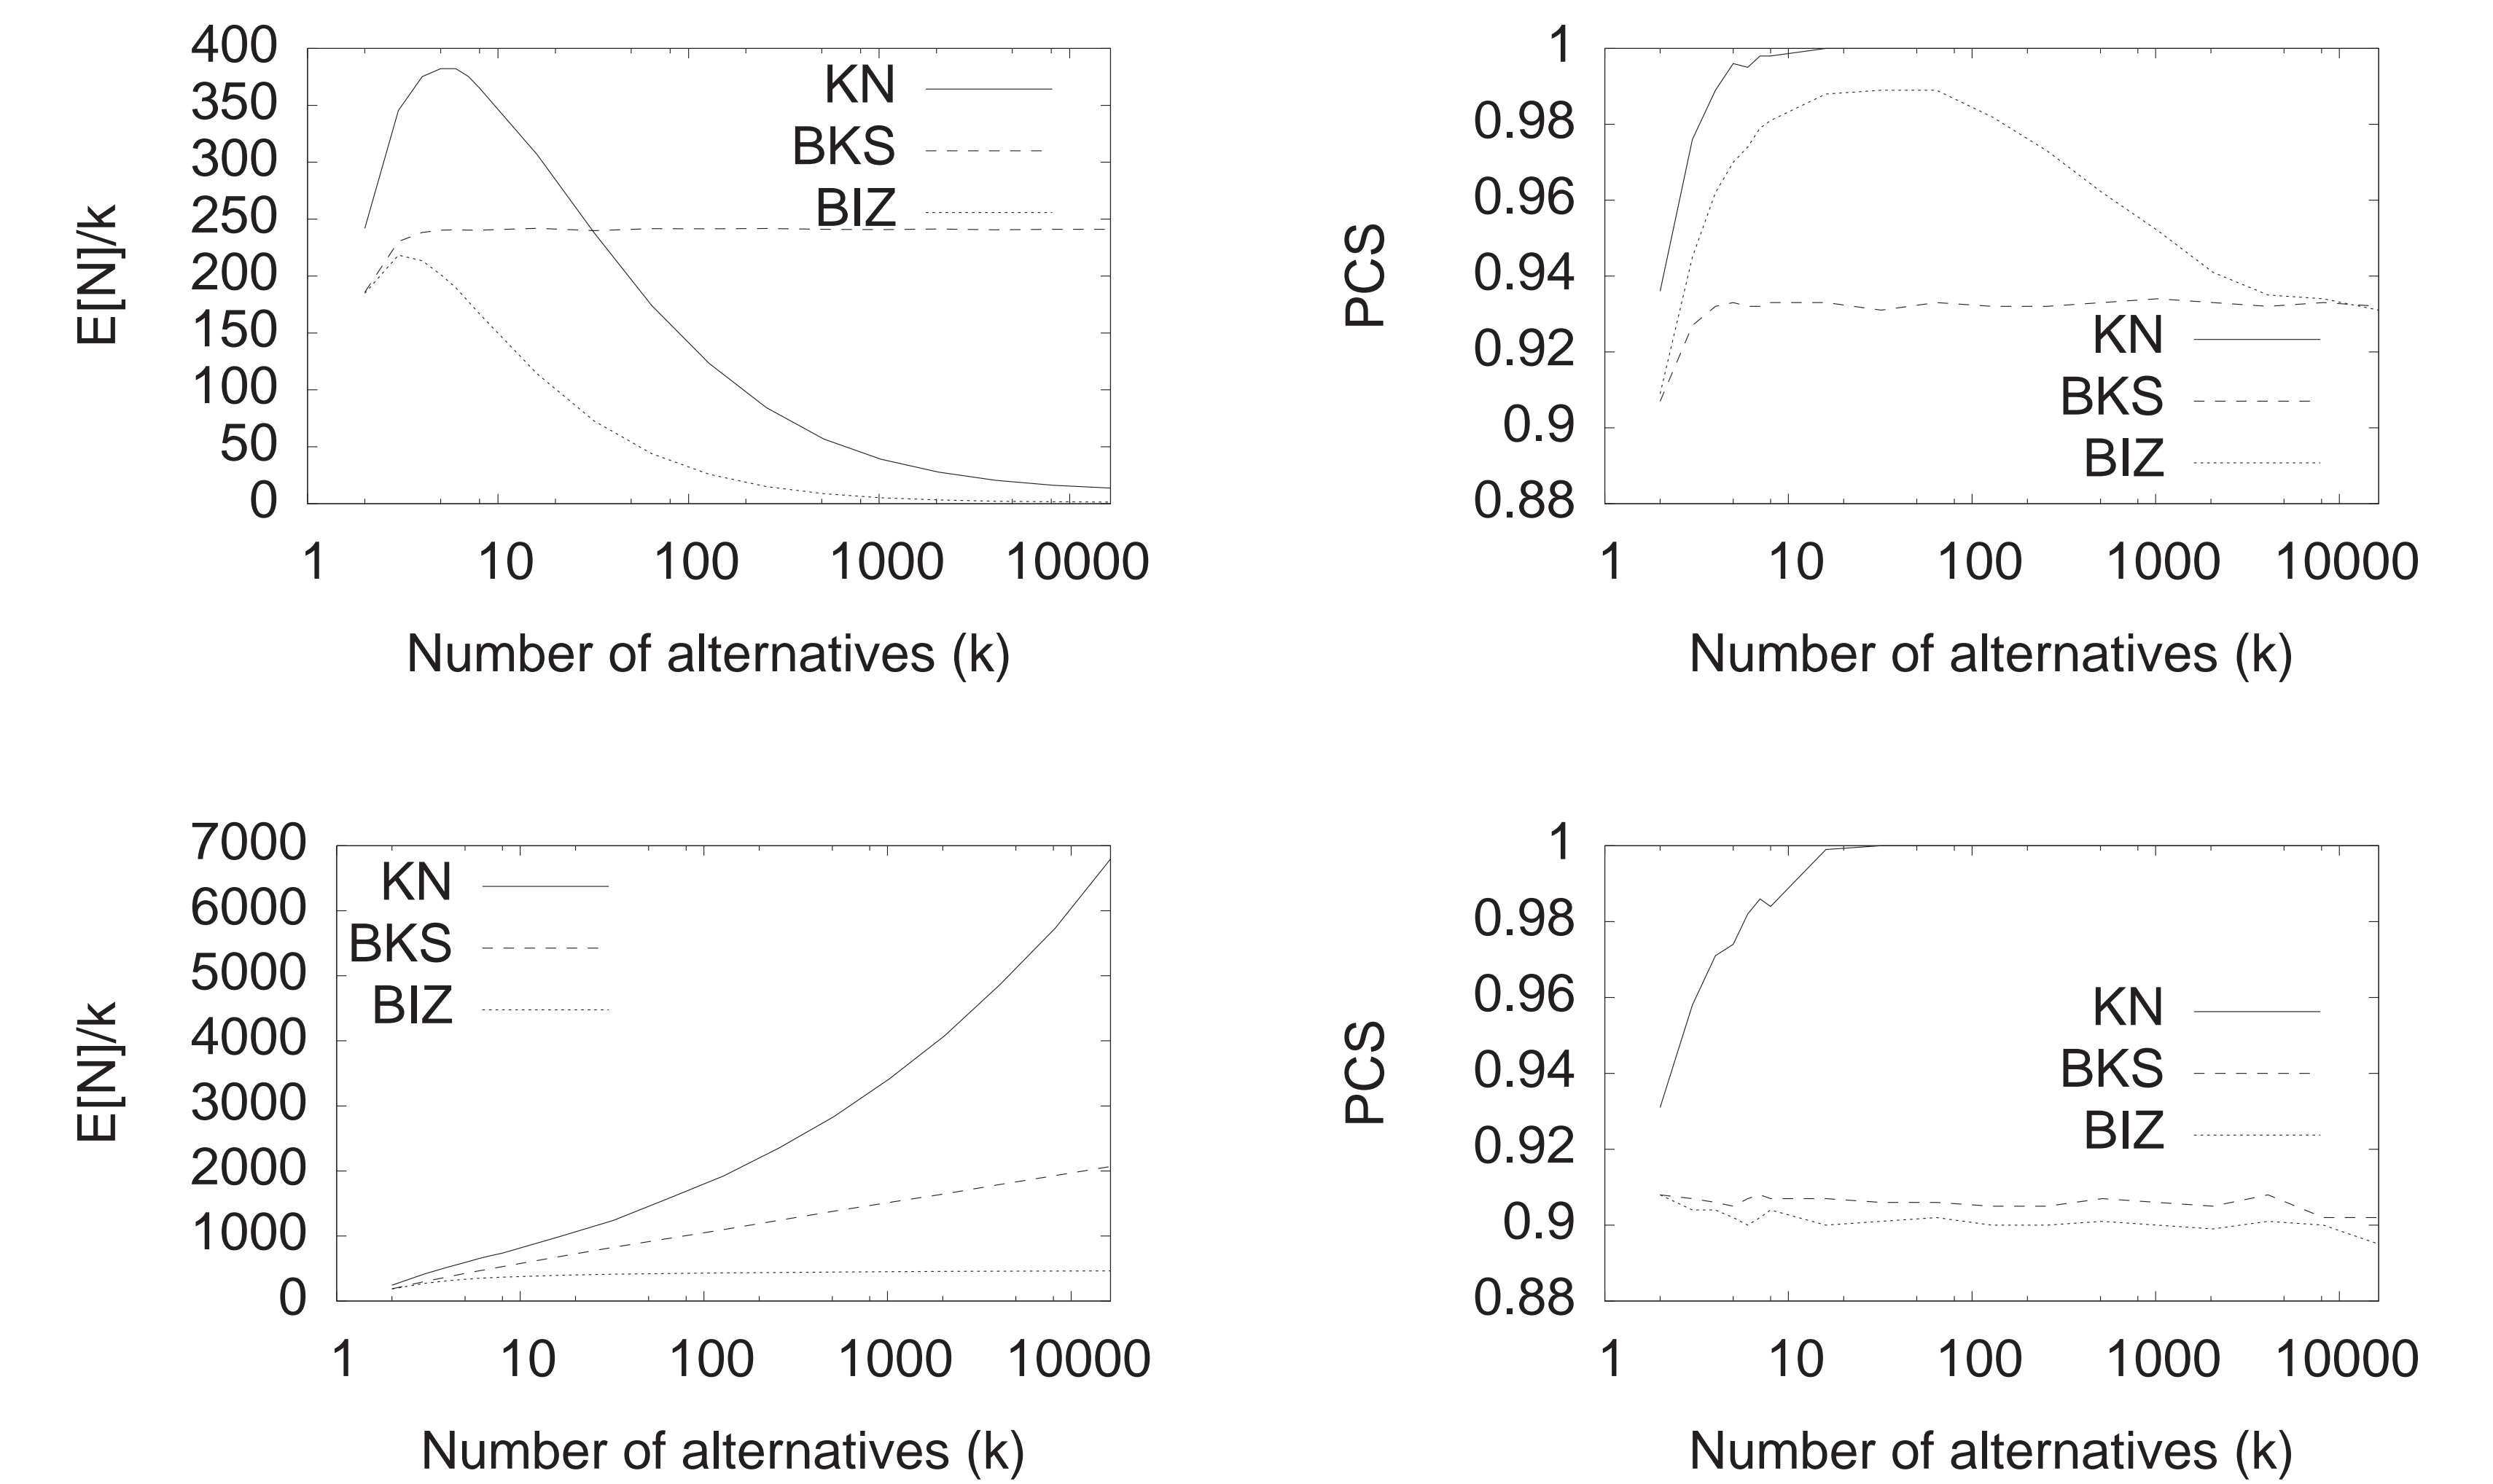 400
350
300
250
200
150
100
50
0
E[N]/k
KN
BKS
BIZ
1 10 100 1000 10000
Number of alternatives (k)
1
0.98
0.96
0.94
0.92
0.9
0.88
PCS
KN
BKS
BIZ
1 10 100 1000 10000
Number of alternatives (k)
7000
6000
5000
4000
3000
2000
1000
0
E[N]/k
KN
BKS
BIZ
1 10 100 1000 10000
Number of alternatives (k)
1
0.98
0.96
0.94
0.92
0.9
0.88
PCS
KN
BKS
BIZ
1 10 100 1000 10000
Number of alternatives (k)